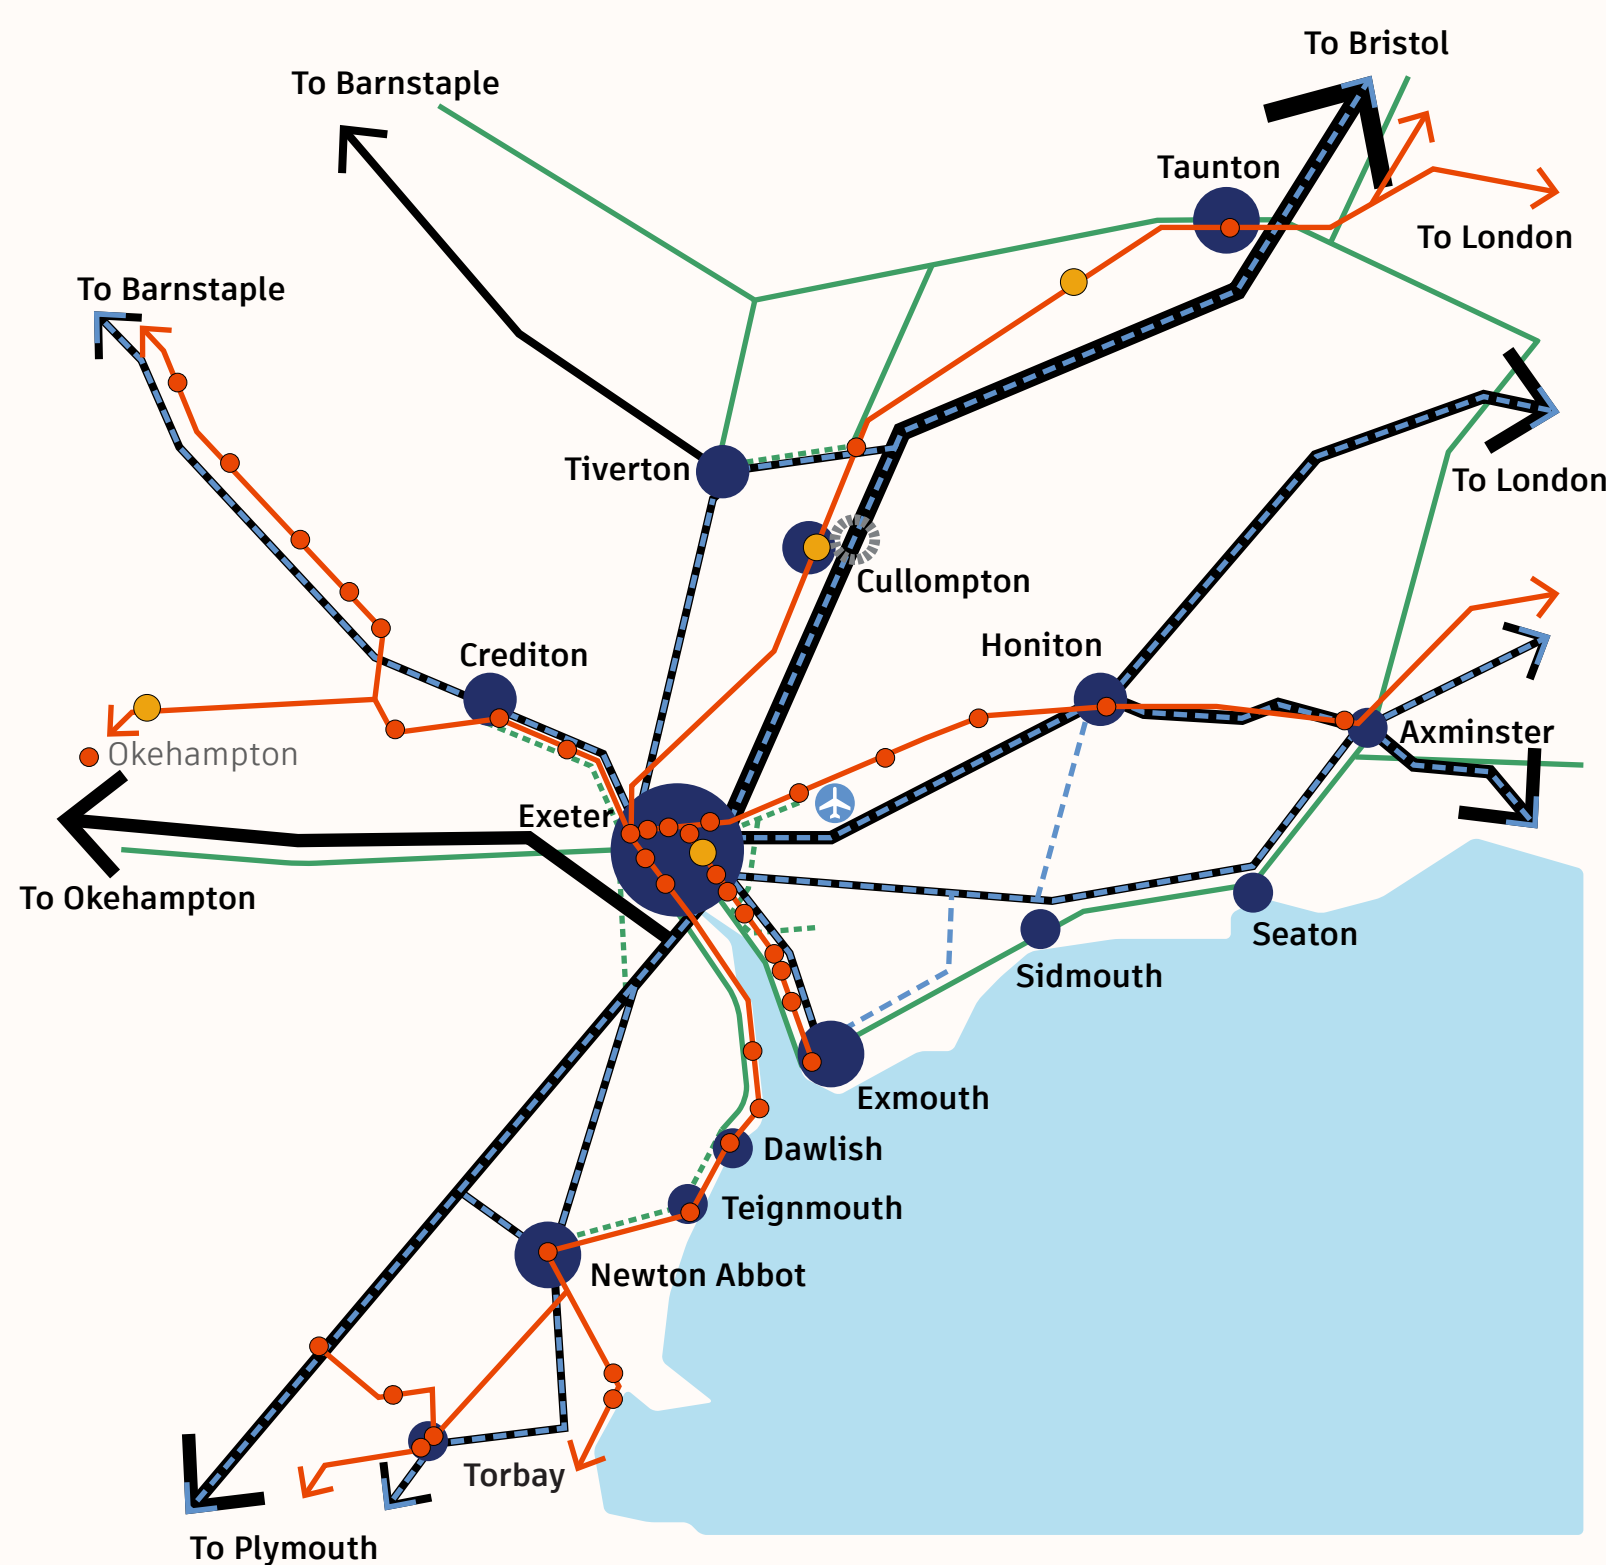 To Bristol
To Barnstaple
Taunton
To London
To Barnstaple
Tiverton
To London
Cullompton
Honiton
Crediton
Axminster
Okehampton
Exeter
To Okehampton
Seaton
Sidmouth
Exmouth
Dawlish
Teignmouth
Newton Abbot
Torbay
To Plymouth